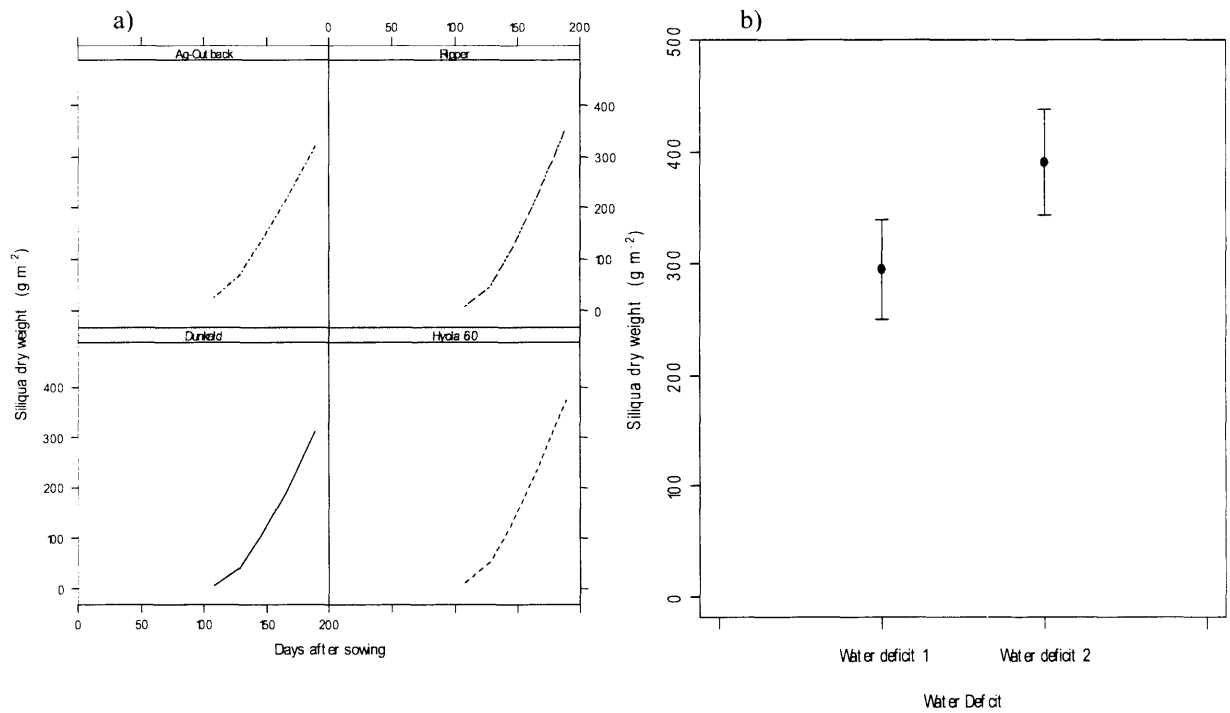 a)
0 50 100 150 200
Ag-Outback
Ripper
400
300
200
100
0
Dunkeld
Hyola 60
400
300
200
100
0
0 50 100 150 200
Siliqua dry weight (g m⁻²)
Days after sowing
b)
500
400
300
200
100
0
Siliqua dry weight (g m⁻²)
Water deficit 1
Water deficit 2
Water Deficit